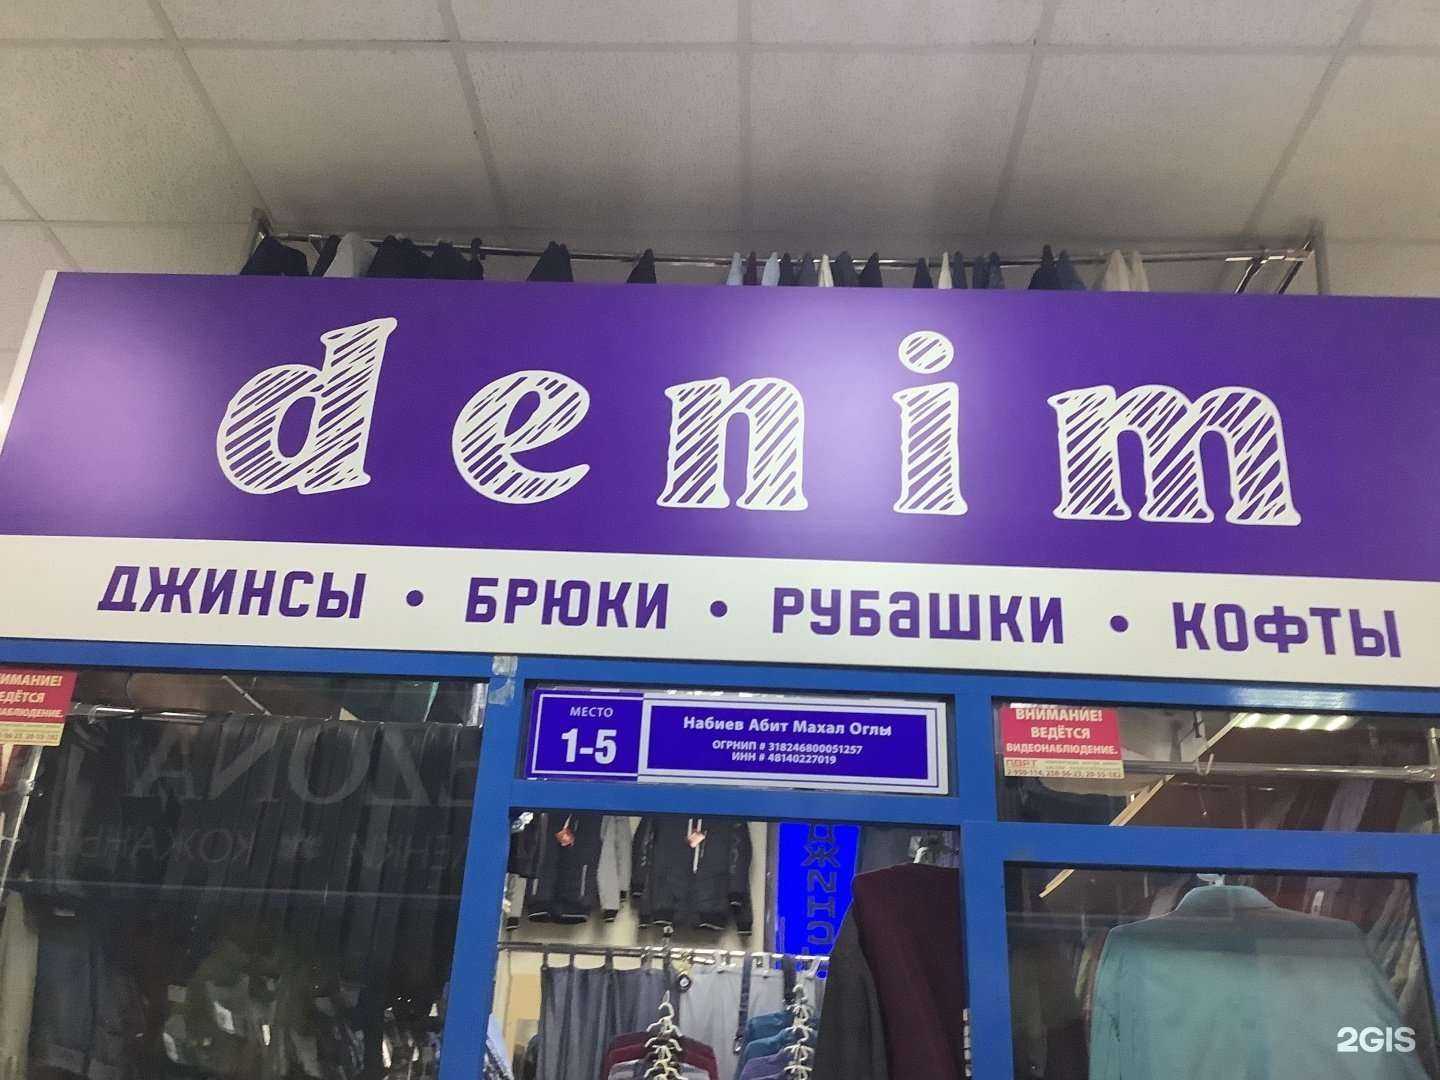 denim
ДЖИНСЫ • БРЮКИ • РУБАШКИ • КОФТЫ
ВНИМАНИЕ!
ВЕДЁТСЯ
ВИДЕОНАБЛЮДЕНИЕ.
МЕСТО
1-5
Набиев Абит Махал Оглы
ОГРНИП # 318246800051257
ИНН # 48140227019
2GIS